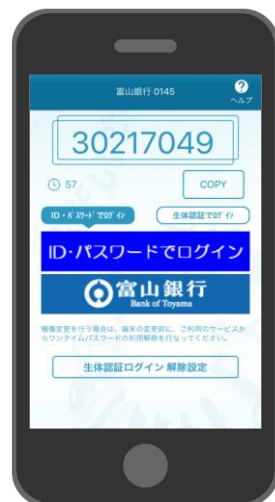 富山銀行 0145
?
ヘルプ
30217049
57
COPY
ID・ﾊﾟｽﾜｰﾄﾞでﾛｸﾞｲﾝ
生体認証でﾛｸﾞｲﾝ
ID･パスワードでログイン
富山銀行
Bank of Toyama
機種変更を行う場合は、端末の変更前に、ご利用のサービスか
らワンタイムパスワードの利用解除を行なってください。
生体認証ログイン 解除設定